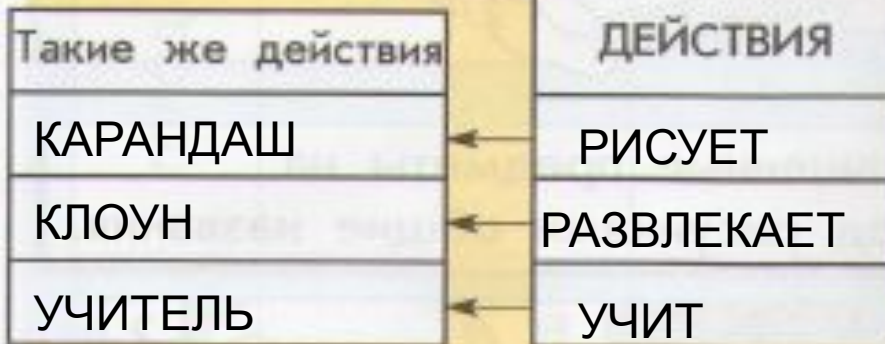 Такие же действия
ДЕЙСТВИЯ
КАРАНДАШ
РИСУЕТ
КЛОУН
РАЗВЛЕКАЕТ
УЧИТЕЛЬ
УЧИТ